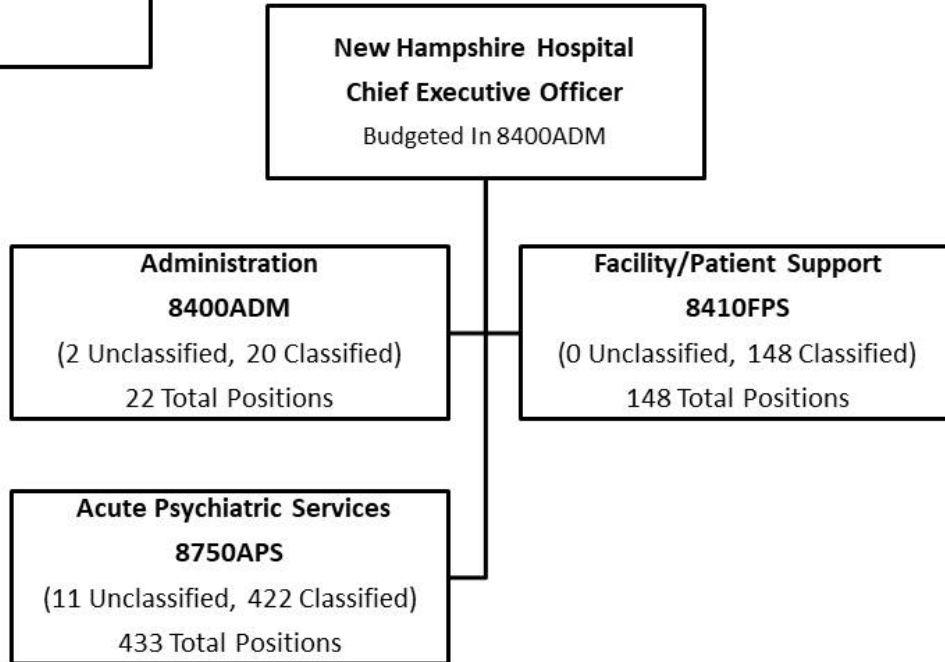 New Hampshire Hospital
Chief Executive Officer
Budgeted In 8400ADM
Administration
8400ADM
(2 Unclassified, 20 Classified)
22 Total Positions
Facility/Patient Support
8410FPS
(0 Unclassified, 148 Classified)
148 Total Positions
Acute Psychiatric Services
8750APS
(11 Unclassified, 422 Classified)
433 Total Positions